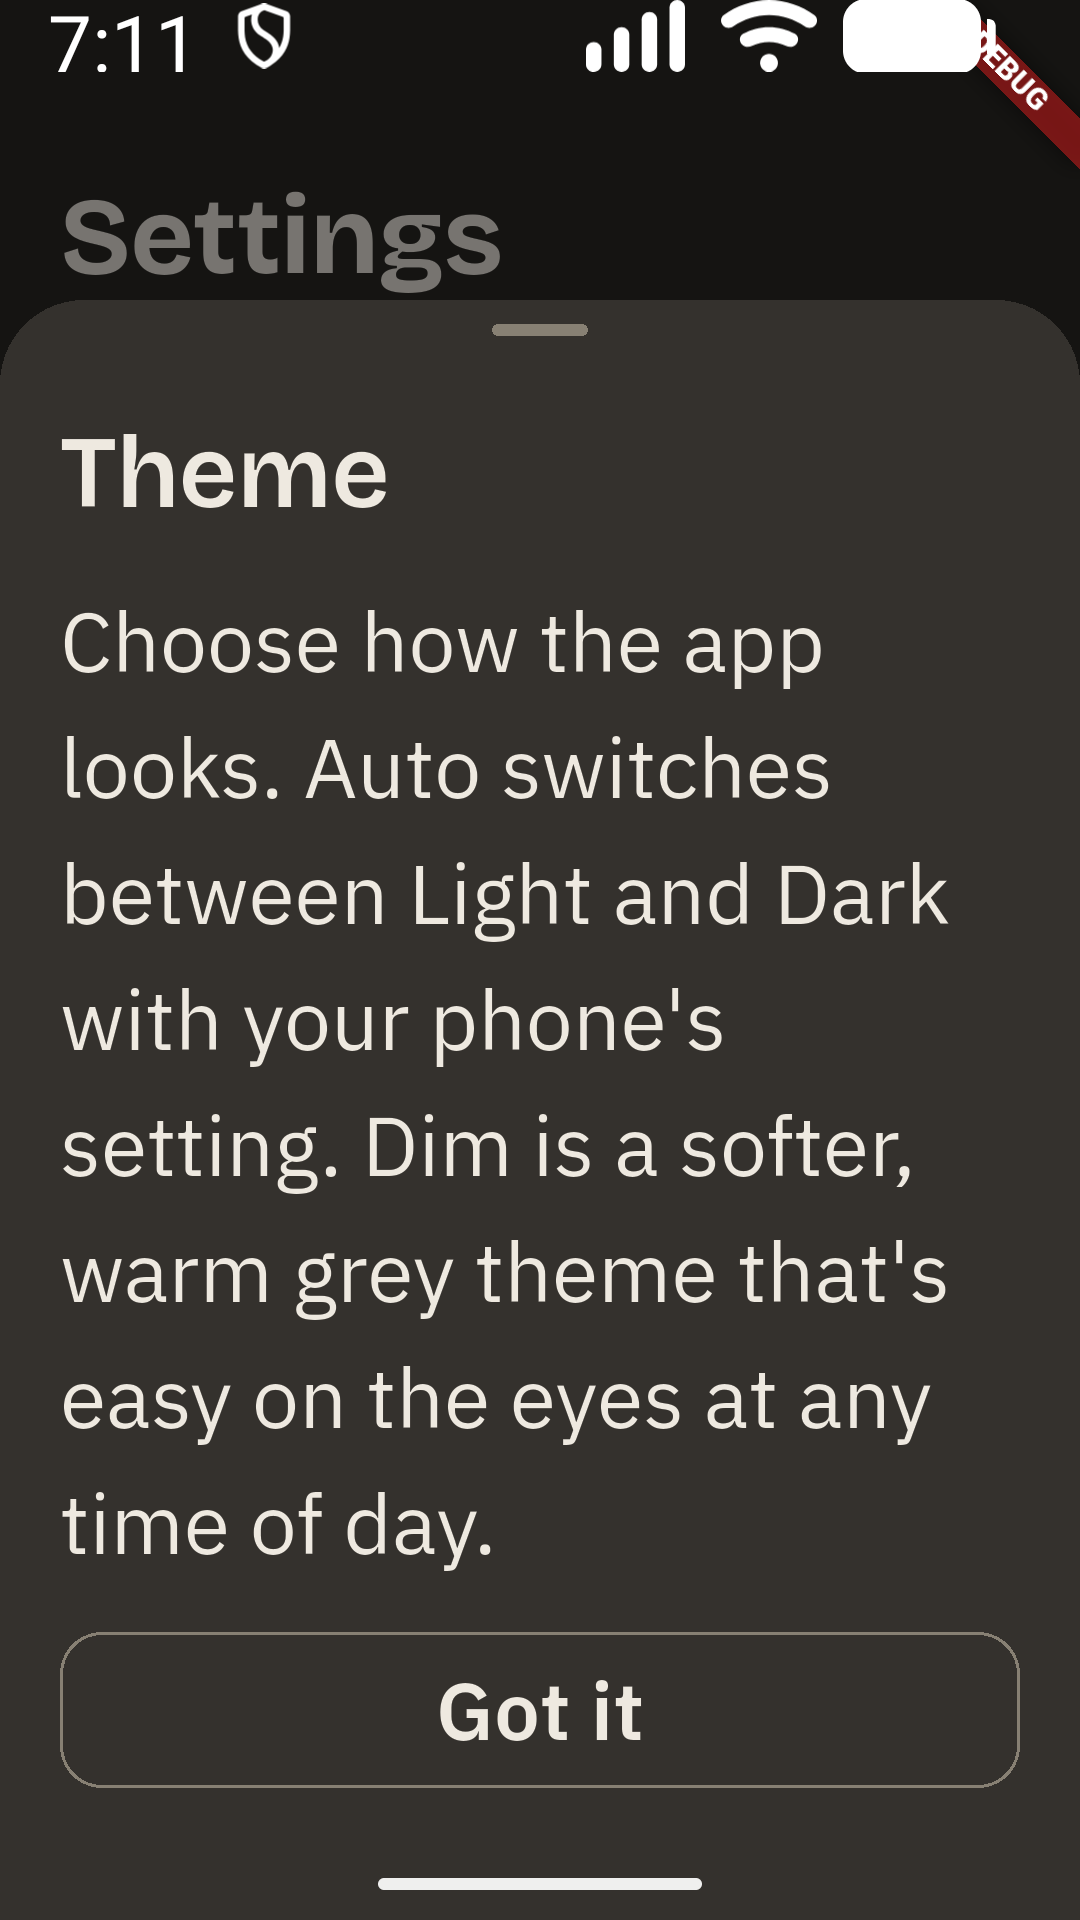 7:11
DEBUG
Settings
Theme
Choose how the app
looks. Auto switches
between Light and Dark
with your phone's
setting. Dim is a softer,
warm grey theme that's
easy on the eyes at any
time of day.
Got it